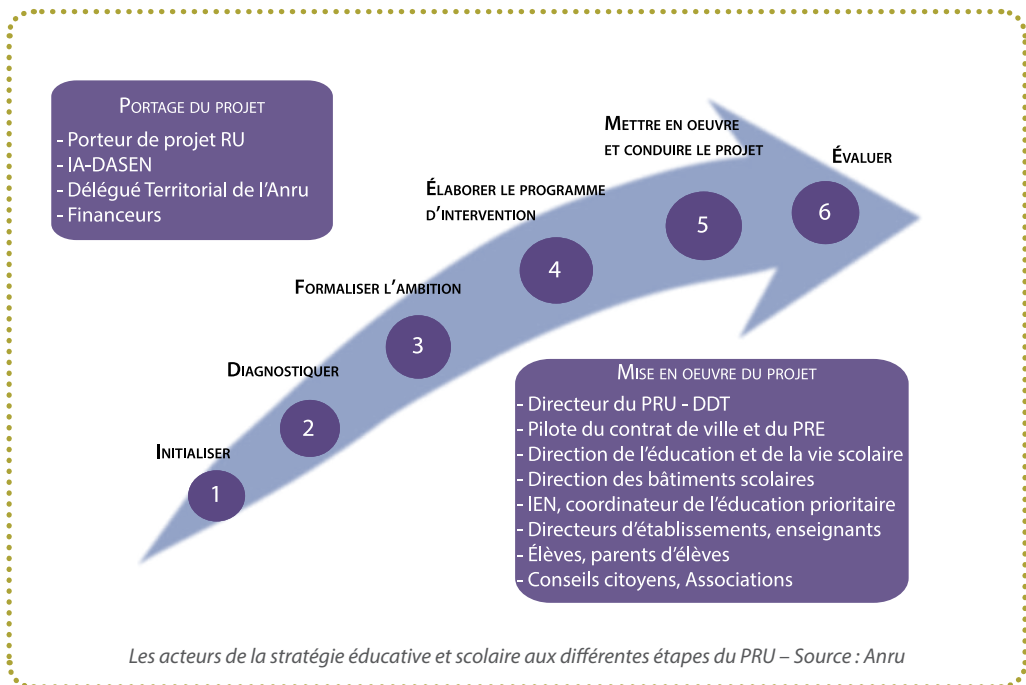 PORTAGE DU PROJET
- Porteur de projet RU
- IA-DASEN
- Délégué Territorial de l'Anru
- Financeurs
METTRE EN OEUVRE
ET CONDUIRE LE PROJET
ÉVALUER
ÉLABORER LE PROGRAMME
D'INTERVENTION
6
5
4
FORMALISER L'AMBITION
3
DIAGNOSTIQUER
2
INITIALISER
1
MISE EN OEUVRE DU PROJET
- Directeur du PRU - DDT
- Pilote du contrat de ville et du PRE
- Direction de l'éducation et de la vie scolaire
- Direction des bâtiments scolaires
- IEN, coordinateur de l'éducation prioritaire
- Directeurs d'établissements, enseignants
- Élèves, parents d'élèves
- Conseils citoyens, Associations
Les acteurs de la stratégie éducative et scolaire aux différentes étapes du PRU – Source : Anru